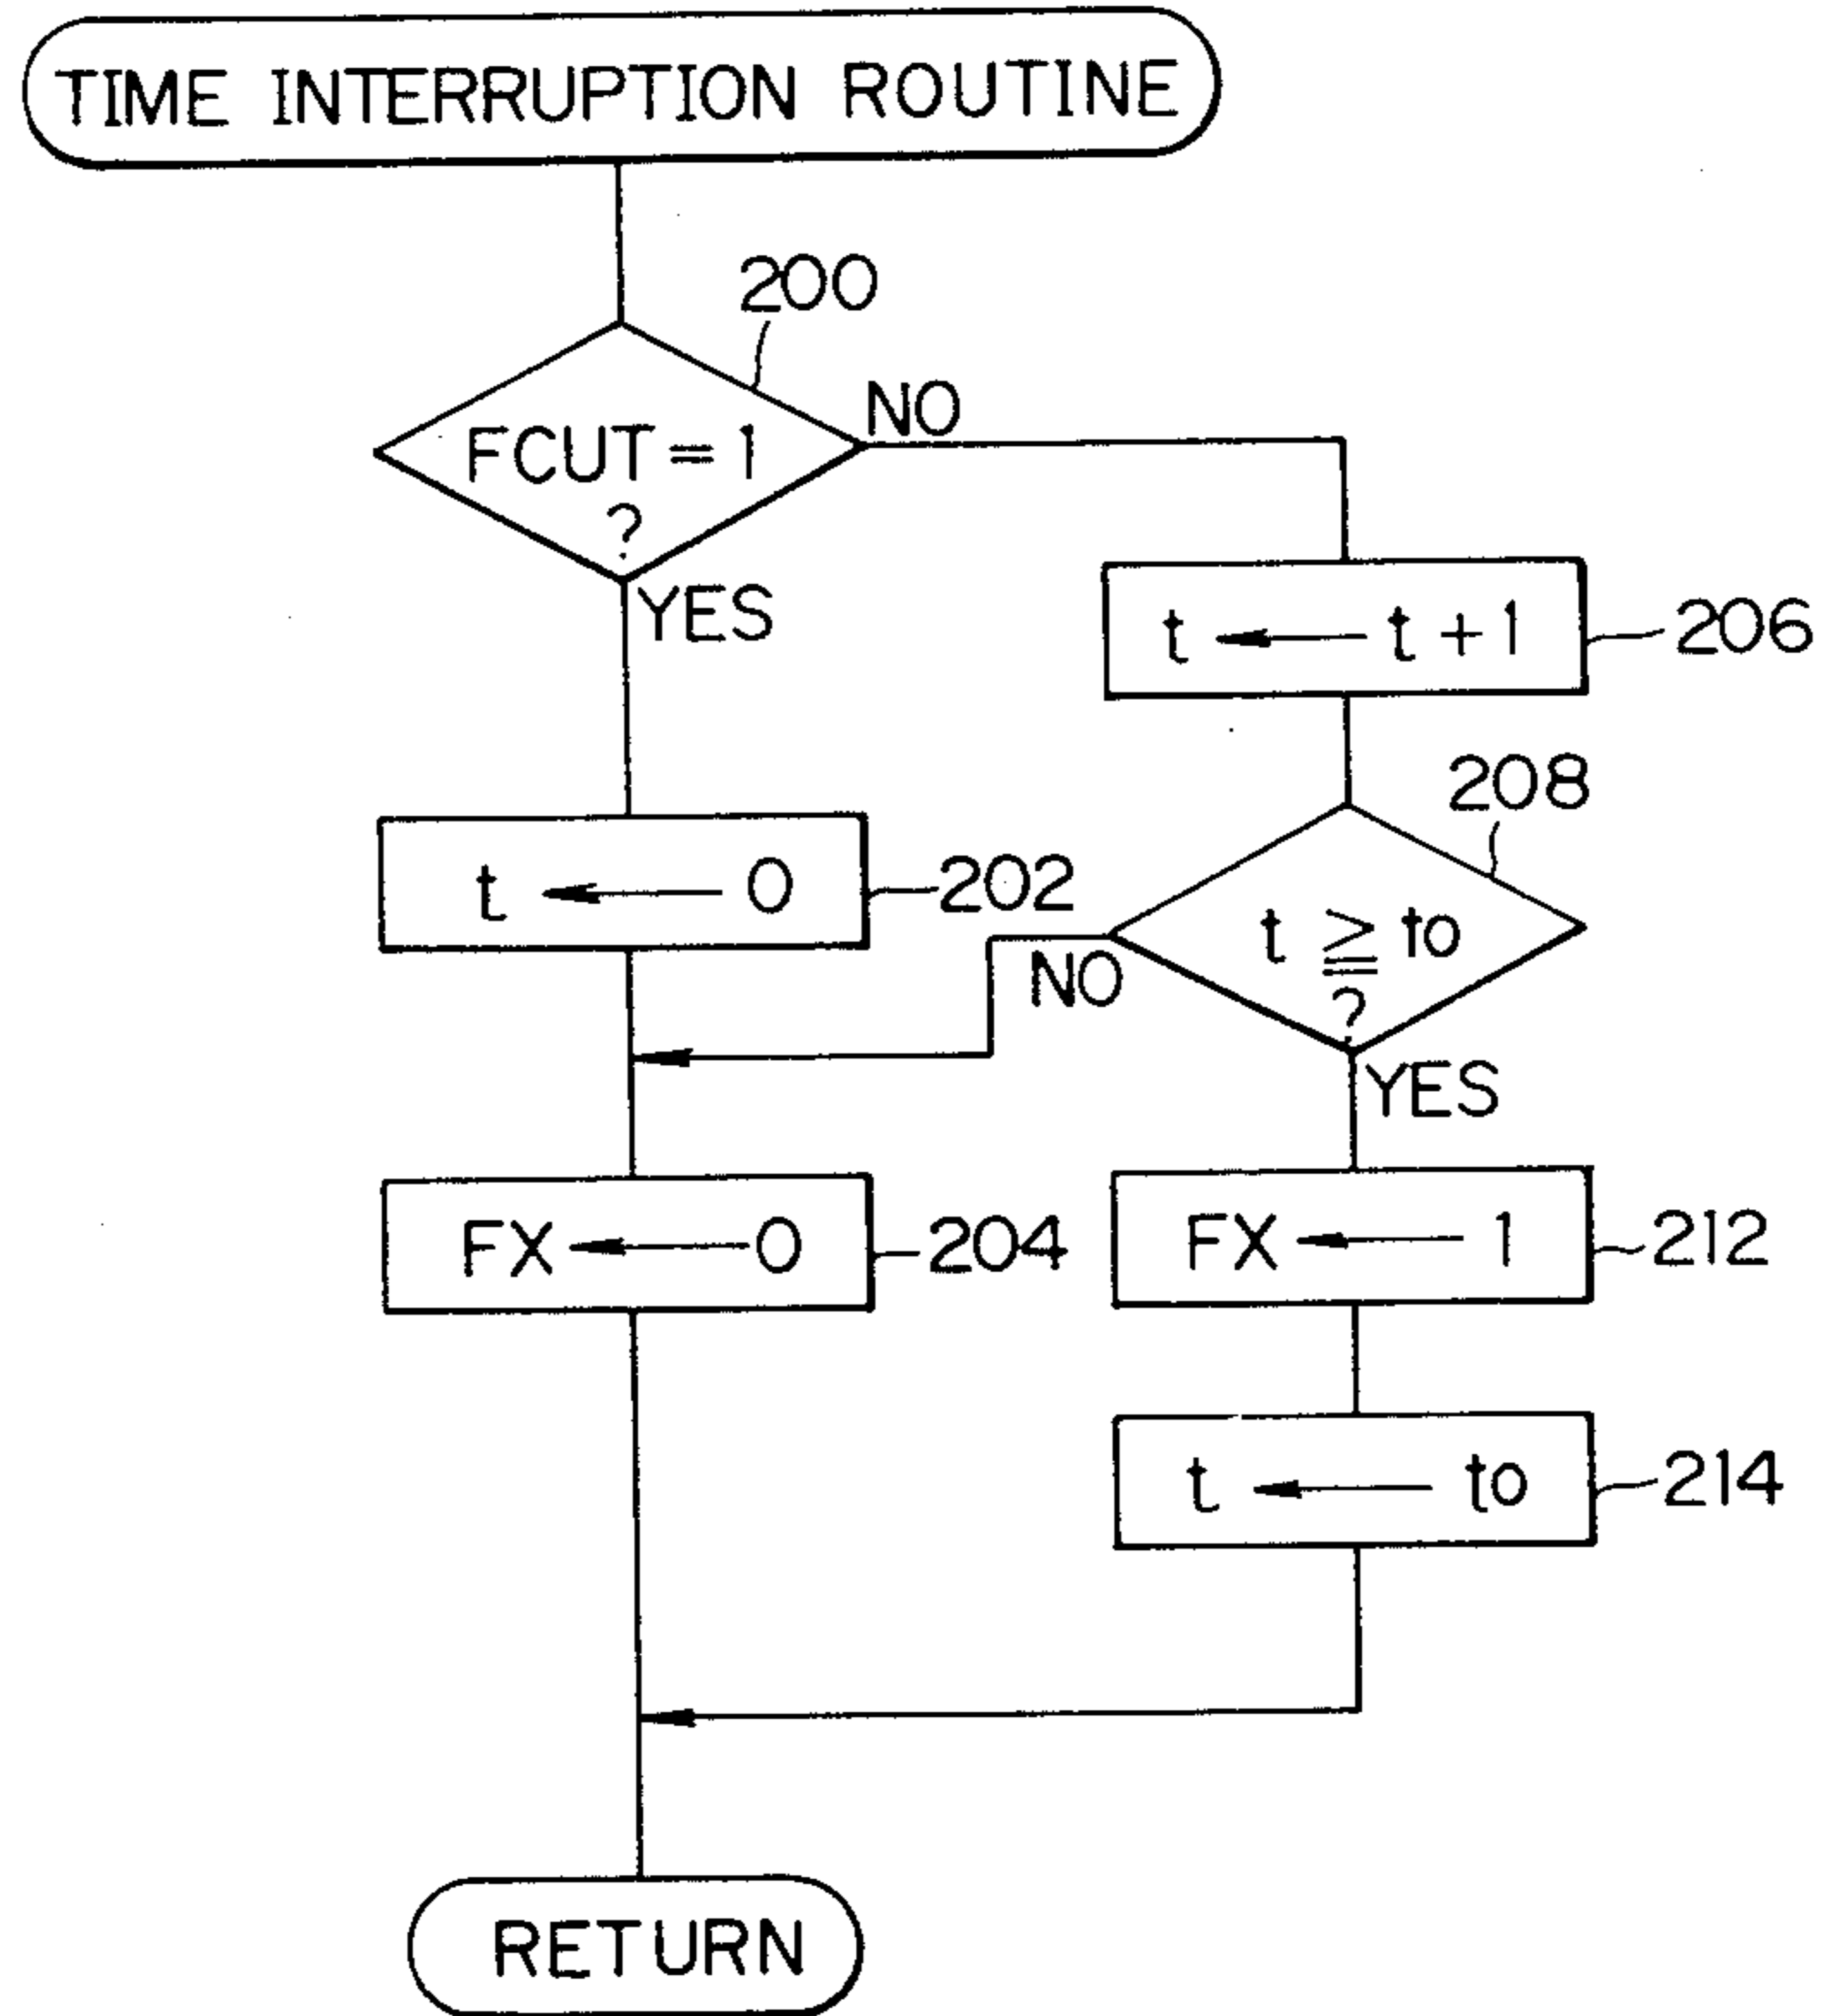 TIME INTERRUPTION ROUTINE
200
FCUT = 1
?
NO
YES
t ← t + 1
206
208
t ← 0
202
t ≧ to
?
NO
YES
FX ← 0
204
FX ← 1
212
t ← to
214
RETURN